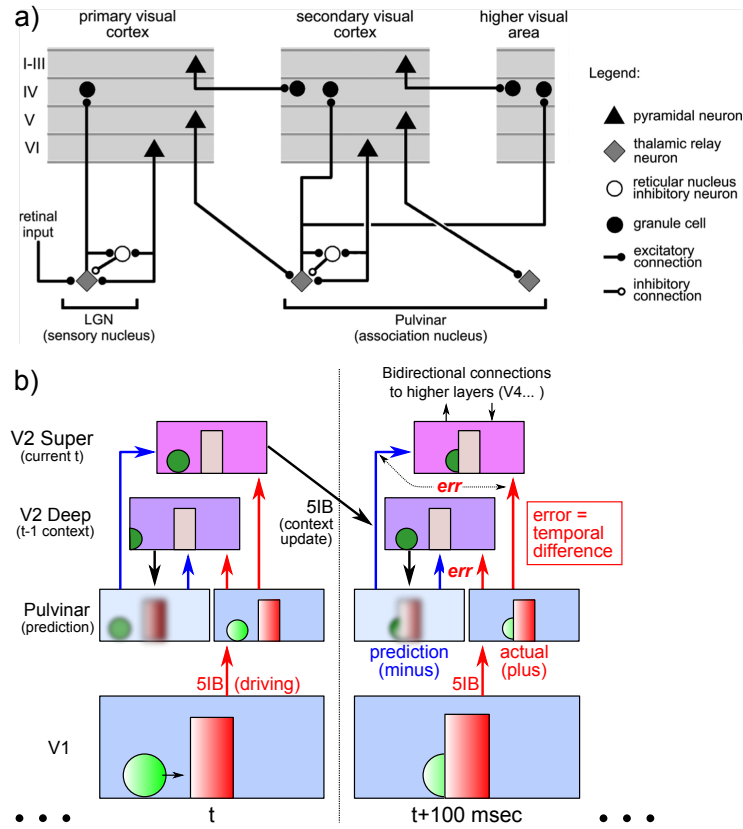 a)
primary visual
cortex
secondary visual
cortex
higher visual
area
I-III
IV
V
VI
retinal
input
LGN
(sensory nucleus)
Pulvinar
(association nucleus)
Legend:
pyramidal neuron
thalamic relay
neuron
reticular nucleus
inhibitory neuron
granule cell
excitatory
connection
inhibitory
connection
b)
Bidirectional connections
to higher layers (V4... )
V2 Super
(current t)
V2 Deep
(t-1 context)
5IB
(context
update)
err
err
error =
temporal
difference
Pulvinar
(prediction)
prediction
(minus)
actual
(plus)
5IB (driving)
5IB
V1
t
t+100 msec
• • •
• • •